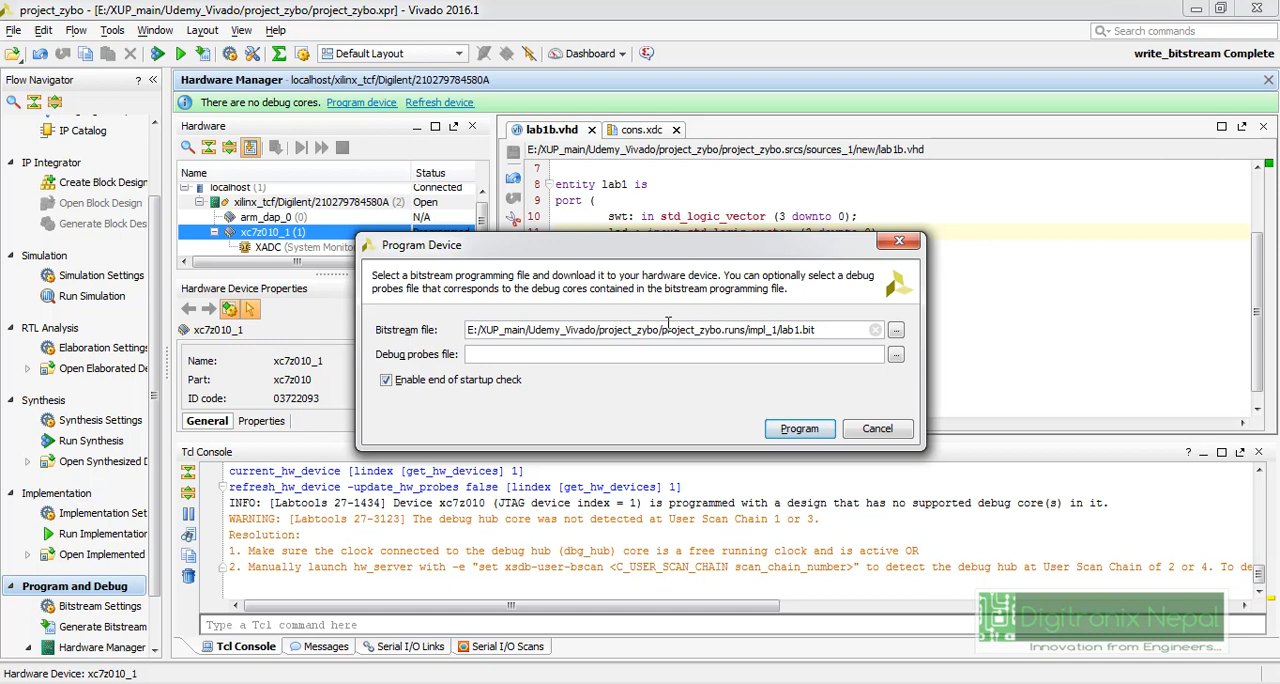 project_zybo - [E:/XUP_main/Udemy_Vivado/project_zybo/project_zybo.xpr] - Vivado 2016.1
File Edit Flow Tools Window Layout View Help
Search commands
Default Layout
Dashboard
write_bitstream Complete
Flow Navigator
? «
Hardware Manager - localhost/xilinx_tcf/Digilent/210279784580A
There are no debug cores. Program device Refresh device
IP Catalog
IP Integrator
Create Block Design
Open Block Design
Generate Block Design
Simulation
Simulation Settings
Run Simulation
RTL Analysis
Elaboration Settings
Open Elaborated D
Synthesis
Synthesis Settings
Run Synthesis
Open Synthesized D
Implementation
Implementation Set
Run Implementation
Open Implemented
Program and Debug
Bitstream Settings
Generate Bitstream
Hardware Manager
Hardware
Name Status
localhost (1) Connected
xilinx_tcf/Digilent/210279784580A (2) Open
arm_dap_0 (0) N/A
xc7z010_1 (1) Programmed
XADC (System Monito
Hardware Device Properties
xc7z010_1
Name: xc7z010_1
Part: xc7z010
ID code: 03722093
General Properties
lab1b.vhd cons.xdc
E:/XUP_main/Udemy_Vivado/project_zybo/project_zybo.srcs/sources_1/new/lab1b.vhd
7
8 entity lab1 is
9 port (
10 swt: in std_logic_vector (3 downto 0);
Program Device
Select a bitstream programming file and download it to your hardware device. You can optionally select a debug
probes file that corresponds to the debug cores contained in the bitstream programming file.
Bitstream file: E:/XUP_main/Udemy_Vivado/project_zybo/project_zybo.runs/impl_1/lab1.bit ...
Debug probes file: ...
Enable end of startup check
Program Cancel
Tcl Console
current_hw_device [lindex [get_hw_devices] 1]
refresh_hw_device -update_hw_probes false [lindex [get_hw_devices] 1]
INFO: [Labtools 27-1434] Device xc7z010 (JTAG device index = 1) is programmed with a design that has no supported debug core(s) in it.
WARNING: [Labtools 27-3123] The debug hub core was not detected at User Scan Chain 1 or 3.
Resolution:
1. Make sure the clock connected to the debug hub (dbg_hub) core is a free running clock and is active OR
2. Manually launch hw_server with -e "set xsdb-user-bscan <C_USER_SCAN_CHAIN scan_chain_number>" to detect the debug hub at User Scan Chain of 2 or 4. To de
Type a Tcl command here
Tcl Console Messages Serial I/O Links Serial I/O Scans
Digitronix Nepal
Innovation from Engineers...
Hardware Device: xc7z010_1